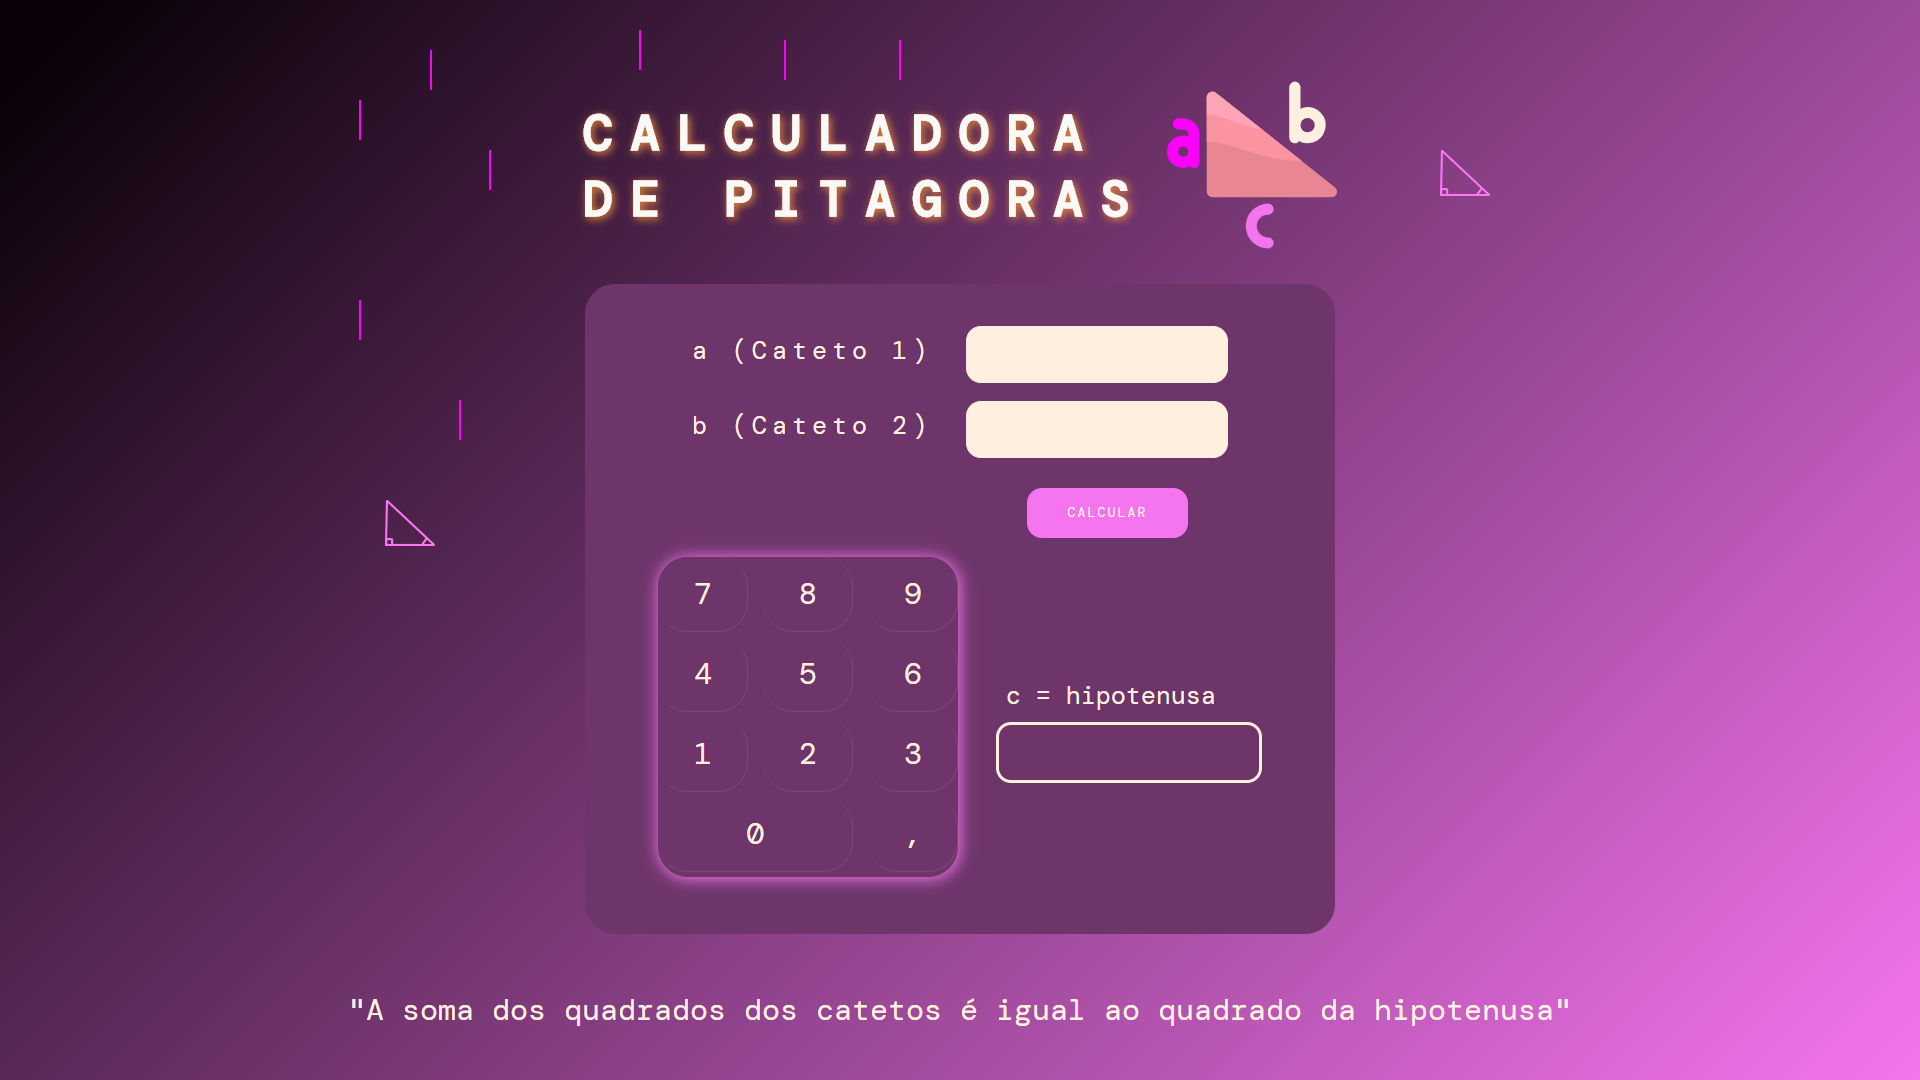 CALCULADORA
DE PITAGORAS
a
b
c
a (Cateto 1)
b (Cateto 2)
CALCULAR
7 8 9
4 5 6
1 2 3
0 ,
c = hipotenusa
"A soma dos quadrados dos catetos é igual ao quadrado da hipotenusa"